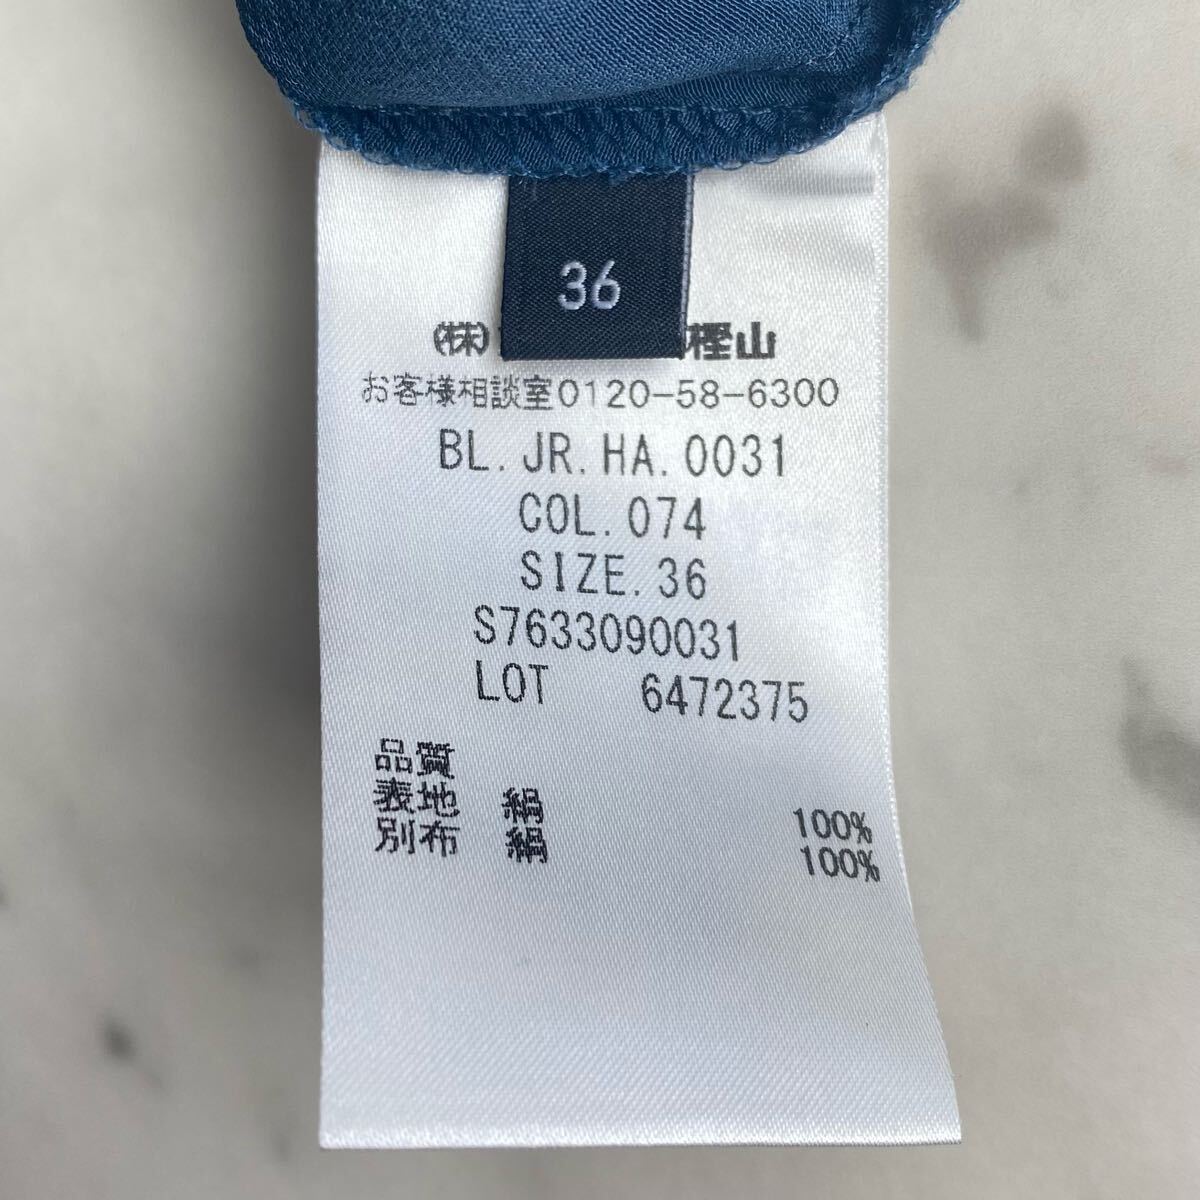 36
(株) 樫山
お客様相談室0120-58-6300
BL.JR.HA.0031
COL.074
SIZE.36
S7633090031
LOT 6472375
品質
表地 絹 100%
別布 絹 100%